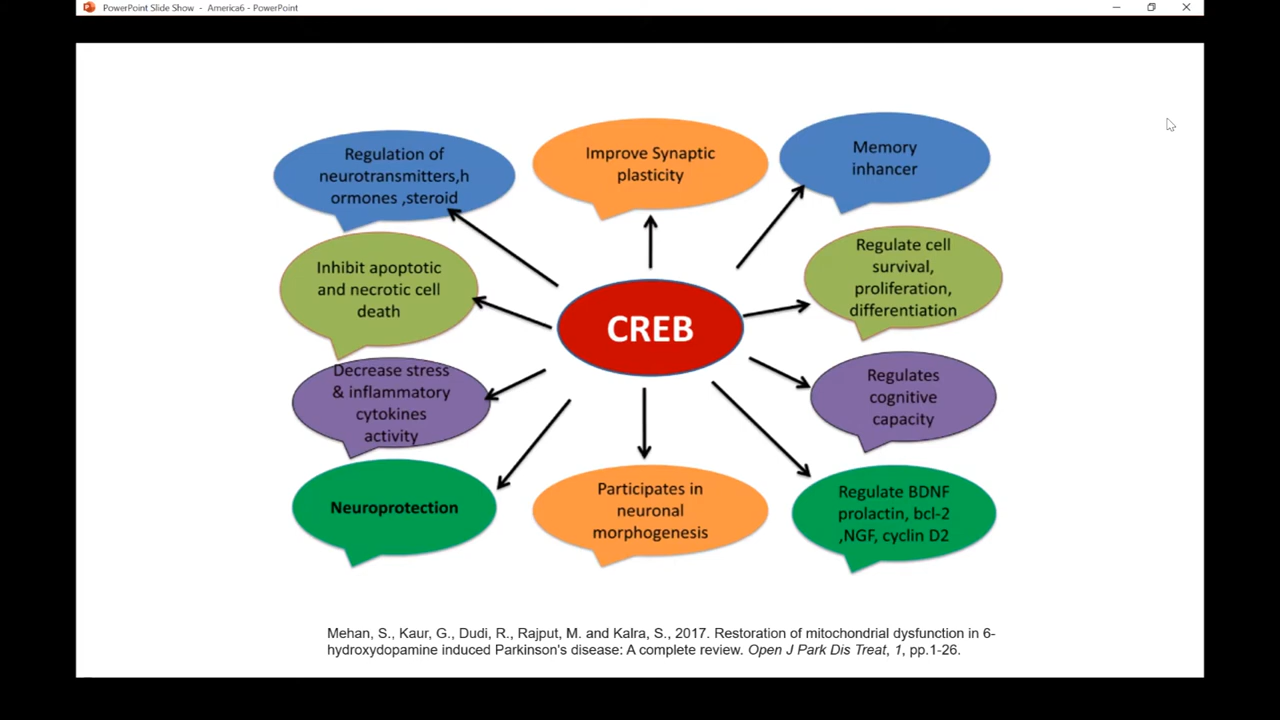 PowerPoint Slide Show - America6 - PowerPoint
Regulation of
neurotransmitters,h
ormones ,steroid
Improve Synaptic
plasticity
Memory
inhancer
Inhibit apoptotic
and necrotic cell
death
Regulate cell
survival,
proliferation,
differentiation
CREB
Decrease stress
& inflammatory
cytokines
activity
Regulates
cognitive
capacity
Neuroprotection
Participates in
neuronal
morphogenesis
Regulate BDNF
prolactin, bcl-2
,NGF, cyclin D2
Mehan, S., Kaur, G., Dudi, R., Rajput, M. and Kalra, S., 2017. Restoration of mitochondrial dysfunction in 6-
hydroxydopamine induced Parkinson's disease: A complete review. Open J Park Dis Treat, 1, pp.1-26.